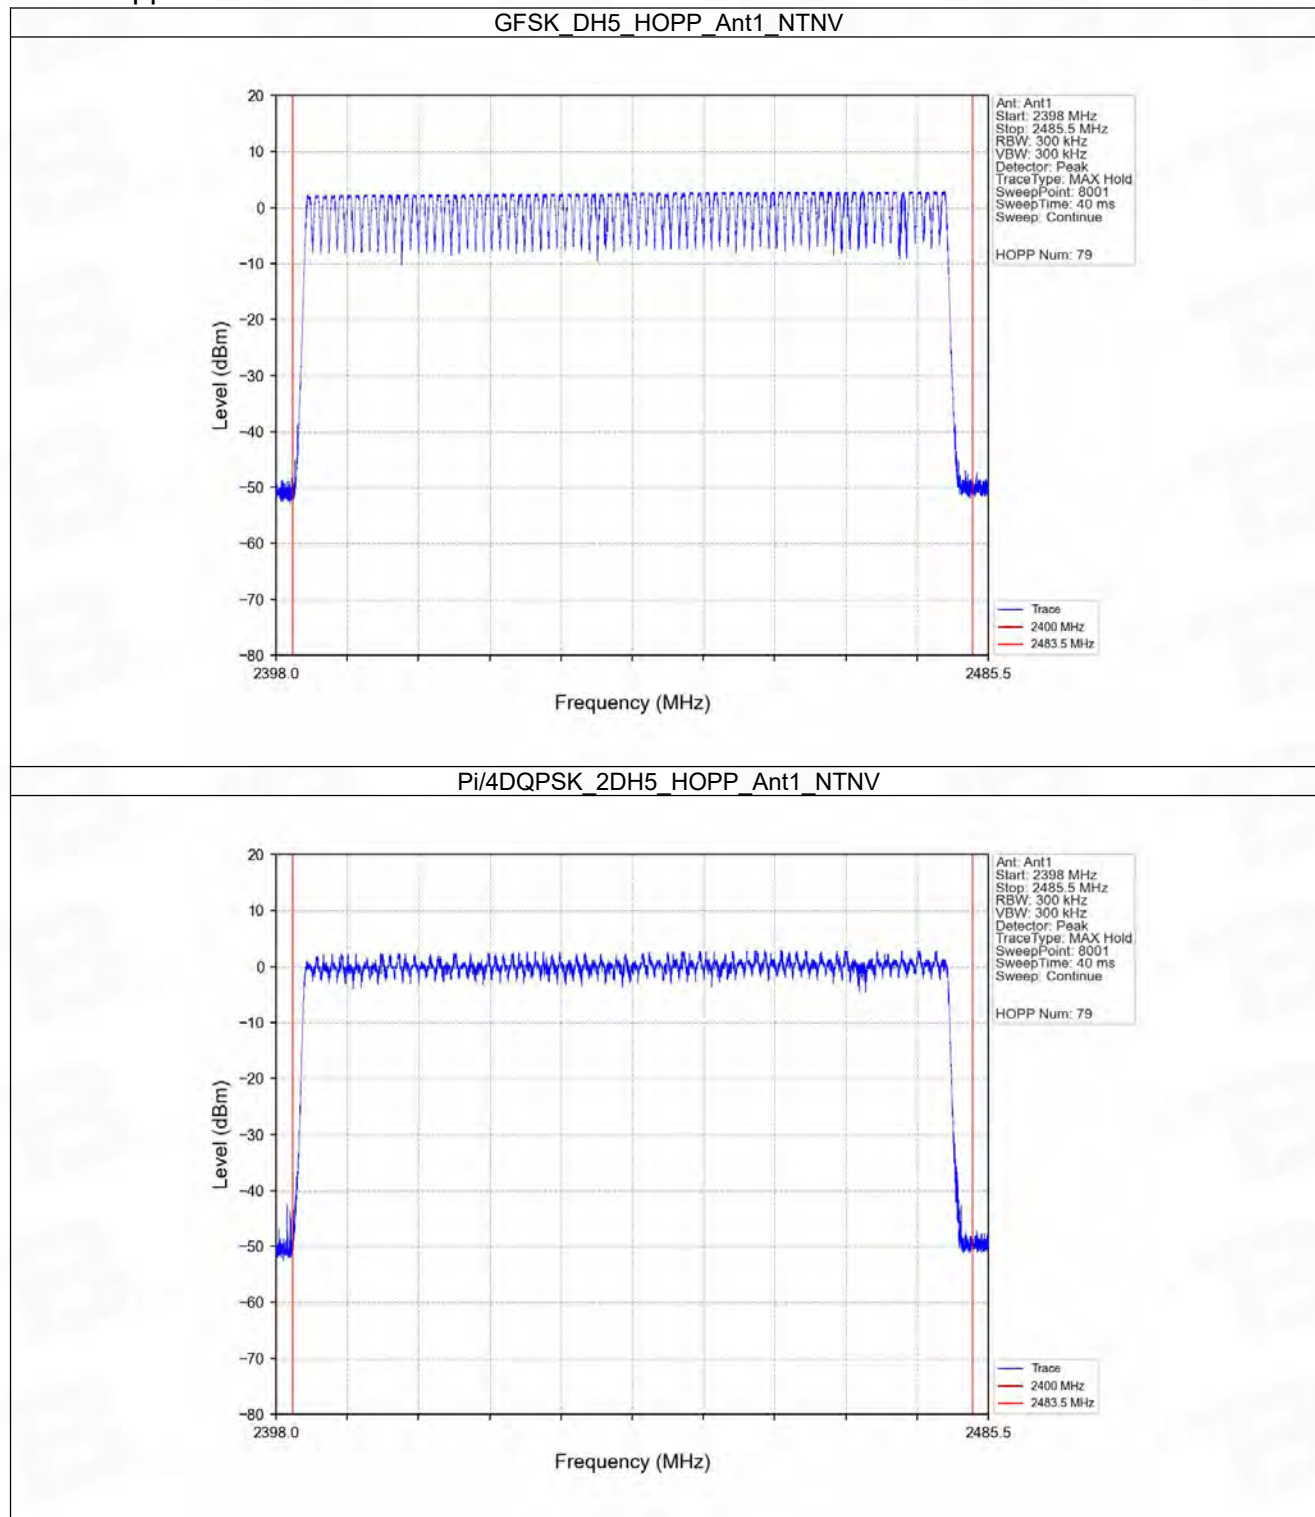 GFSK_DH5_HOPP_Ant1_NTNV
20
10
0
−10
−20
−30
−40
−50
−60
−70
−80
Level (dBm)
2398.0
2485.5
Frequency (MHz)
Ant: Ant1
Start: 2398 MHz
Stop: 2485.5 MHz
RBW: 300 kHz
VBW: 300 kHz
Detector: Peak
TraceType: MAX Hold
SweepPoint: 8001
SweepTime: 40 ms
Sweep: Continue
HOPP Num: 79
Trace
2400 MHz
2483.5 MHz
Pi/4DQPSK_2DH5_HOPP_Ant1_NTNV
20
10
0
−10
−20
−30
−40
−50
−60
−70
−80
Level (dBm)
2398.0
2485.5
Frequency (MHz)
Ant: Ant1
Start: 2398 MHz
Stop: 2485.5 MHz
RBW: 300 kHz
VBW: 300 kHz
Detector: Peak
TraceType: MAX Hold
SweepPoint: 8001
SweepTime: 40 ms
Sweep: Continue
HOPP Num: 79
Trace
2400 MHz
2483.5 MHz